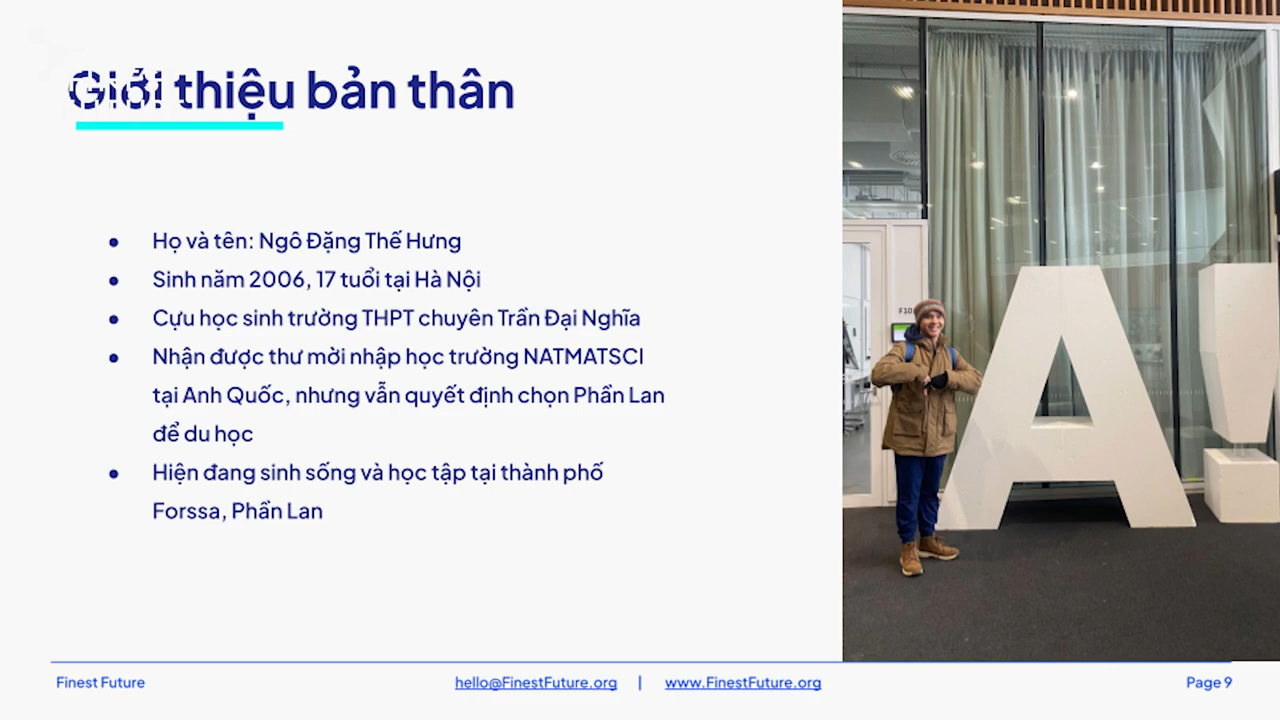 Giới thiệu bản thân
● Họ và tên: Ngô Đặng Thế Hưng
● Sinh năm 2006, 17 tuổi tại Hà Nội
● Cựu học sinh trường THPT chuyên Trần Đại Nghĩa
● Nhận được thư mời nhập học trường NATMATSCI
tại Anh Quốc, nhưng vẫn quyết định chọn Phần Lan
để du học
● Hiện đang sinh sống và học tập tại thành phố
Forssa, Phần Lan
A!
Finest Future
hello@FinestFuture.org | www.FinestFuture.org
Page 9